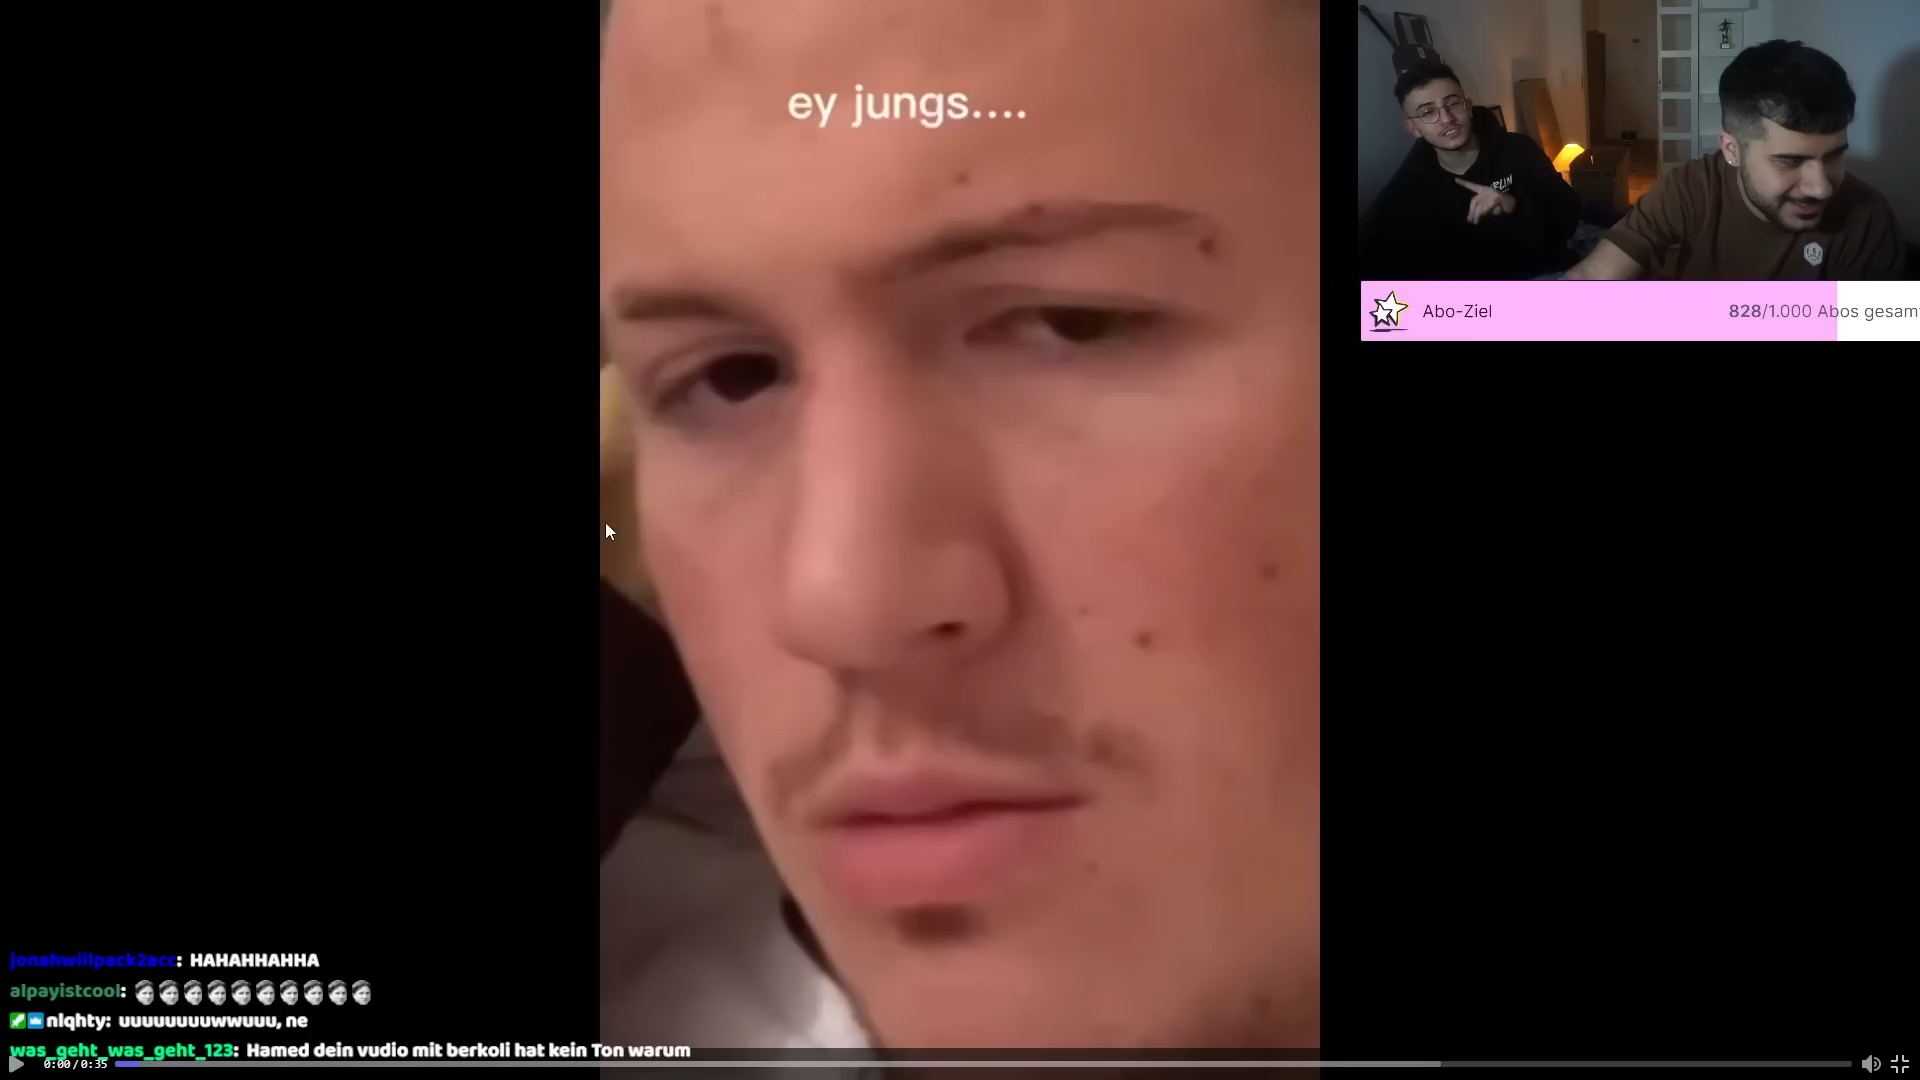 ey jungs....
Abo-Ziel
828/1.000 Abos gesam
jonahwillpack2acc: HAHAHHAHHA
alpayistcool:
nlqhty: uuuuuuuuwwuuu, ne
was_geht_was_geht_123: Hamed dein vudio mit berkoli hat kein Ton warum
0:00/0:35